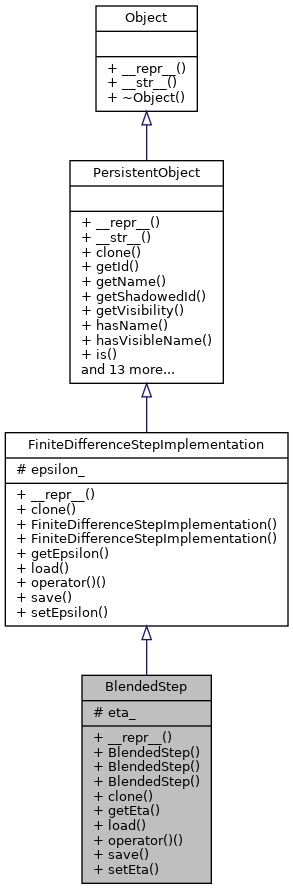 Object
+ __repr__()
+ __str__()
+ ~Object()
PersistentObject
+ __repr__()
+ __str__()
+ clone()
+ getId()
+ getName()
+ getShadowedId()
+ getVisibility()
+ hasName()
+ hasVisibleName()
+ is()
and 13 more...
FiniteDifferenceStepImplementation
# epsilon_
+ __repr__()
+ clone()
+ FiniteDifferenceStepImplementation()
+ FiniteDifferenceStepImplementation()
+ getEpsilon()
+ load()
+ operator()()
+ save()
+ setEpsilon()
BlendedStep
# eta_
+ __repr__()
+ BlendedStep()
+ BlendedStep()
+ BlendedStep()
+ clone()
+ getEta()
+ load()
+ operator()()
+ save()
+ setEta()